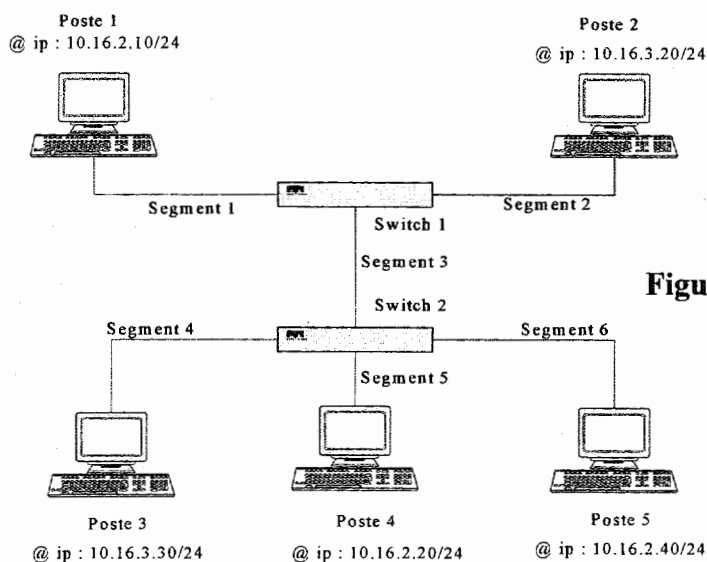 Poste 1
@ ip : 10.16.2.10/24
Poste 2
@ ip : 10.16.3.20/24
Segment 1
Segment 2
Switch 1
Segment 3
Figu
Switch 2
Segment 4
Segment 6
Segment 5
Poste 3
@ ip : 10.16.3.30/24
Poste 4
@ ip : 10.16.2.20/24
Poste 5
@ ip : 10.16.2.40/24